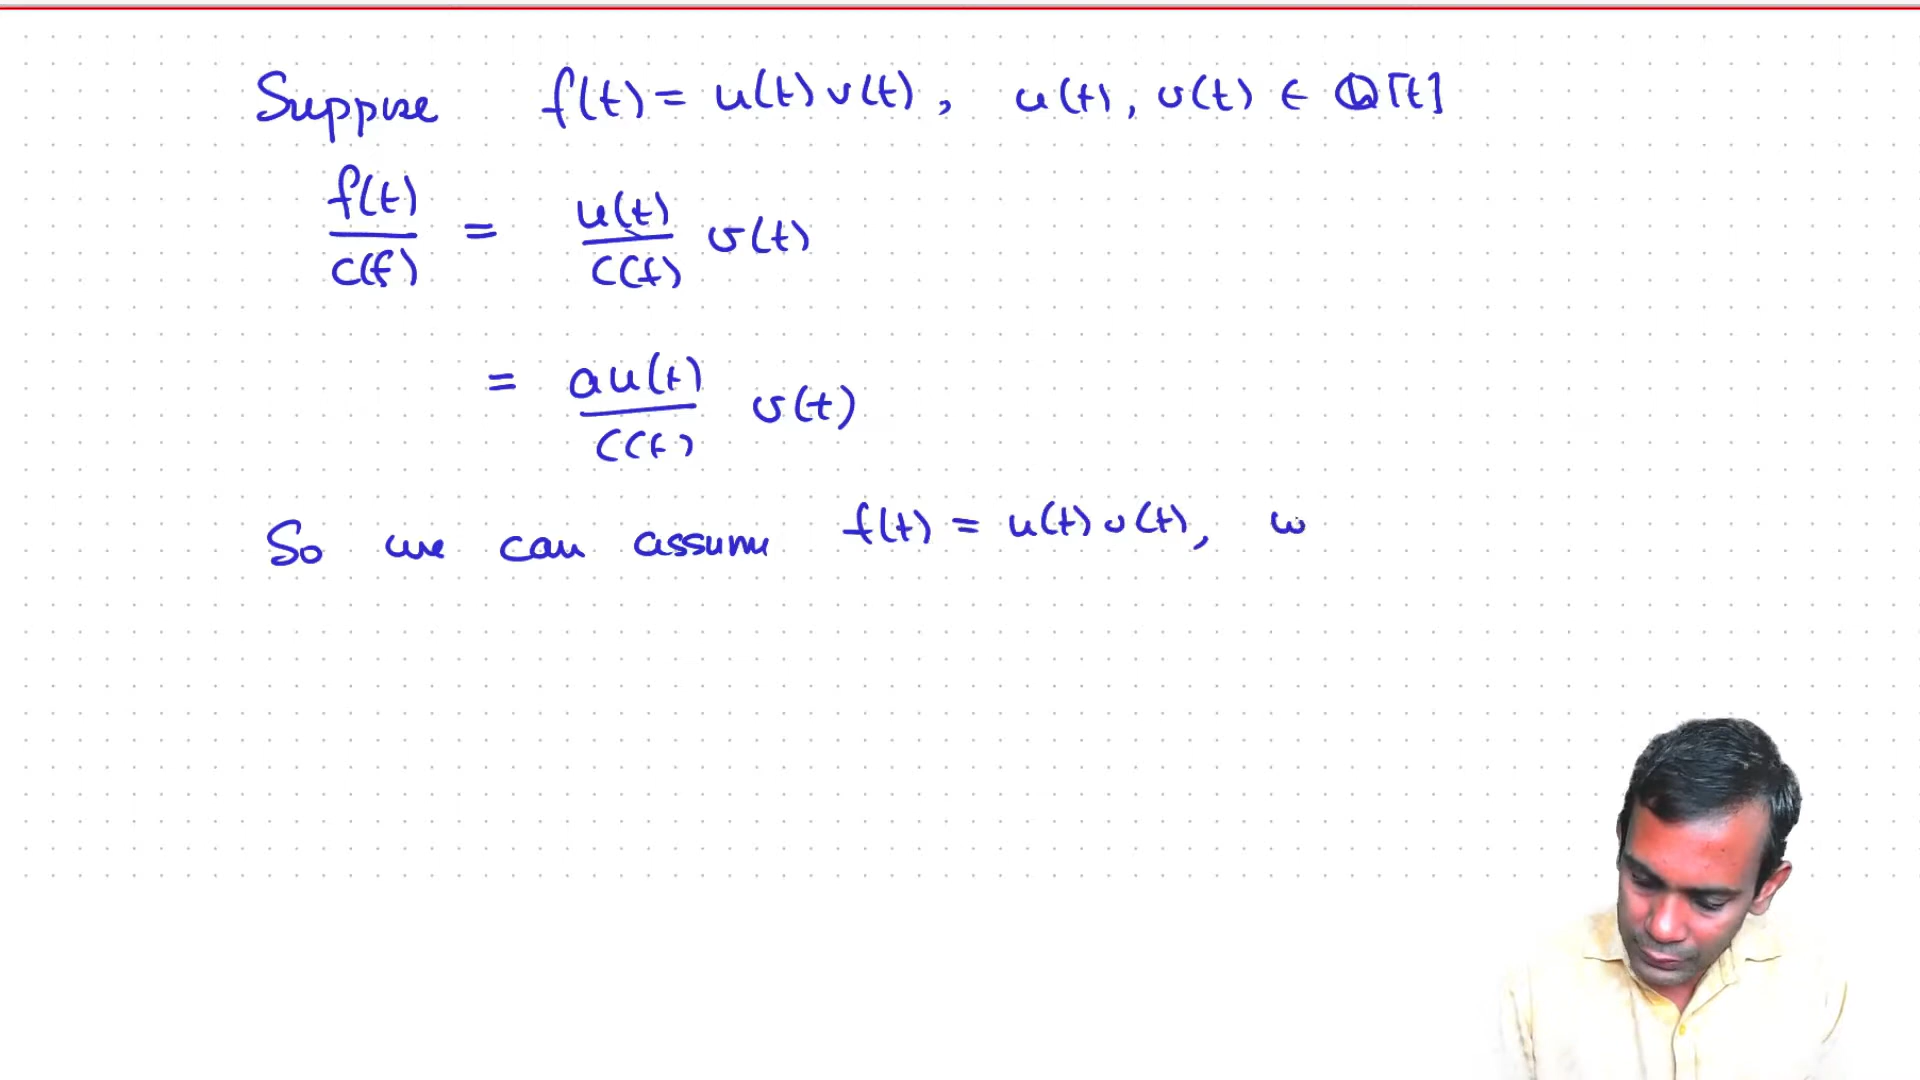 Suppose f(t) = u(t) v(t), u(t), v(t) ∈ ℚ[t]
f(t)/c(f) = u(t)/c(f) v(t)
= au(t)/c(f) v(t)
So we can assume f(t) = u(t) v(t), w